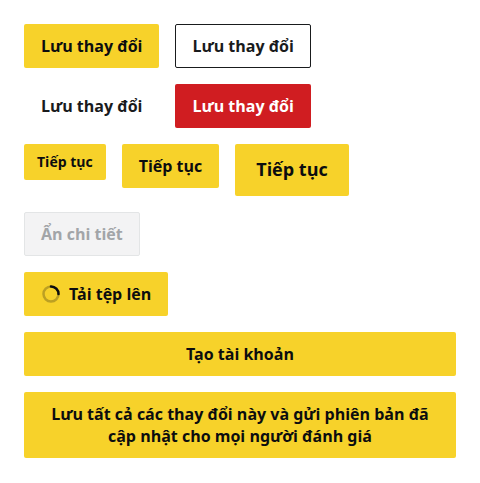 Lưu thay đổi
Lưu thay đổi
Lưu thay đổi
Lưu thay đổi
Tiếp tục
Tiếp tục
Tiếp tục
Ẩn chi tiết
Tải tệp lên
Tạo tài khoản
Lưu tất cả các thay đổi này và gửi phiên bản đã
cập nhật cho mọi người đánh giá